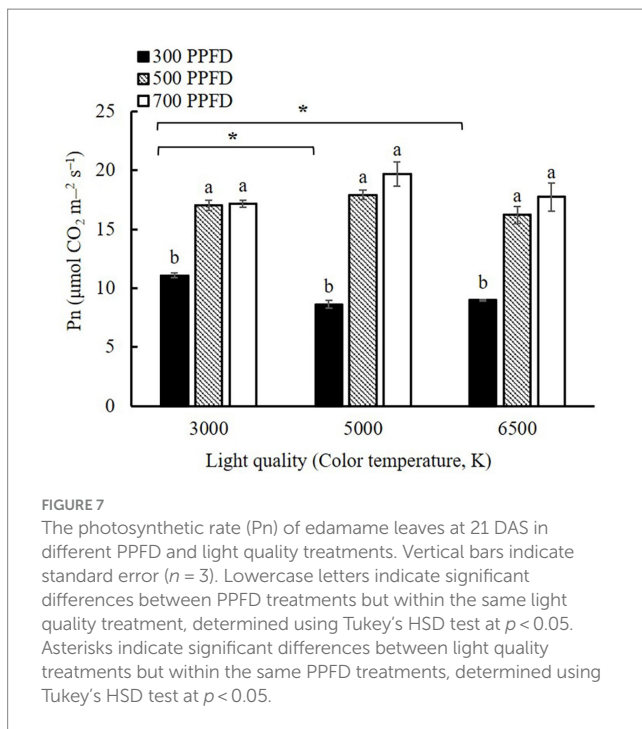 300 PPFD
500 PPFD
700 PPFD
25
20
15
10
5
0
Pn (µmol CO₂ m⁻² s⁻¹)
*
*
b
a
a
b
a
a
b
a
a
3000
5000
6500
Light quality (Color temperature, K)
FIGURE 7
The photosynthetic rate (Pn) of edamame leaves at 21 DAS in
different PPFD and light quality treatments. Vertical bars indicate
standard error (n = 3). Lowercase letters indicate significant
differences between PPFD treatments but within the same light
quality treatment, determined using Tukey's HSD test at p < 0.05.
Asterisks indicate significant differences between light quality
treatments but within the same PPFD treatments, determined using
Tukey's HSD test at p < 0.05.